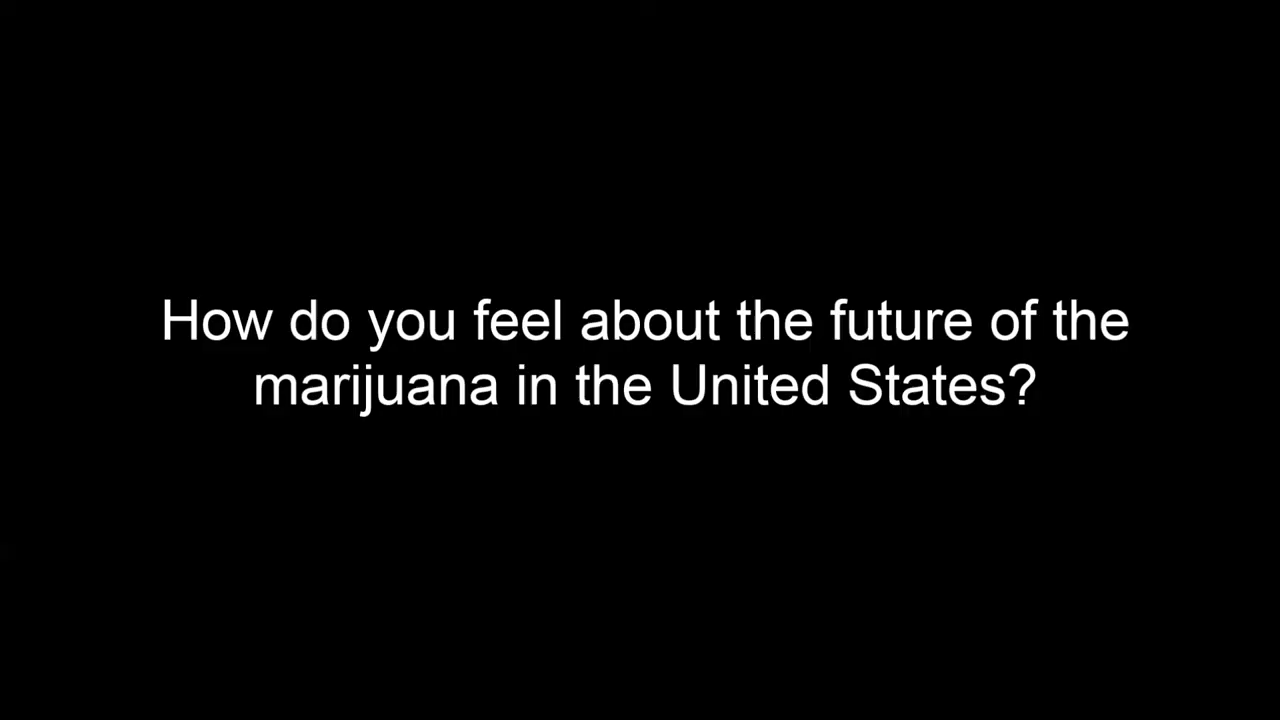 How do you feel about the future of the
marijuana in the United States?